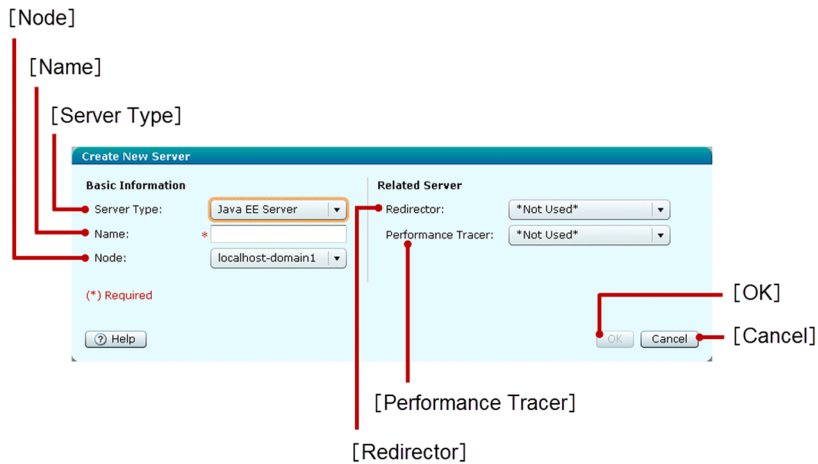 [Node]
[Name]
[Server Type]
Create New Server
Basic Information
Server Type: Java EE Server
Name: *
Node: localhost-domain1
(*) Required
Related Server
Redirector: *Not Used*
Performance Tracer: *Not Used*
? Help
OK
Cancel
[OK]
[Cancel]
[Performance Tracer]
[Redirector]